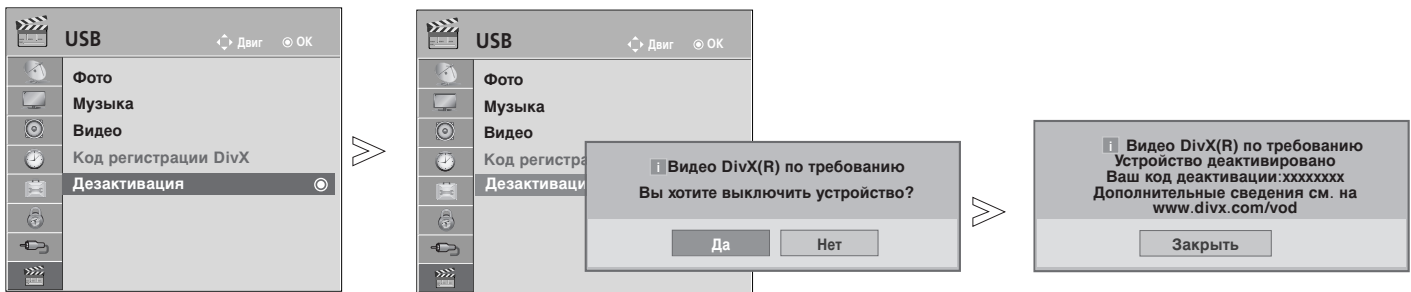 USB
Двиг
OK
Фото
Музыка
Видео
Код регистрации DivX
Дезактивация
USB
Двиг
OK
Фото
Музыка
Видео
Код регистра
Дезактиваци
i Видео DivX(R) по требованию
Вы хотите выключить устройство?
Да
Нет
i Видео DivX(R) по требованию
Устройство деактивировано
Ваш код деактивации:xxxxxxxx
Дополнительные сведения см. на
www.divx.com/vod
Закрыть